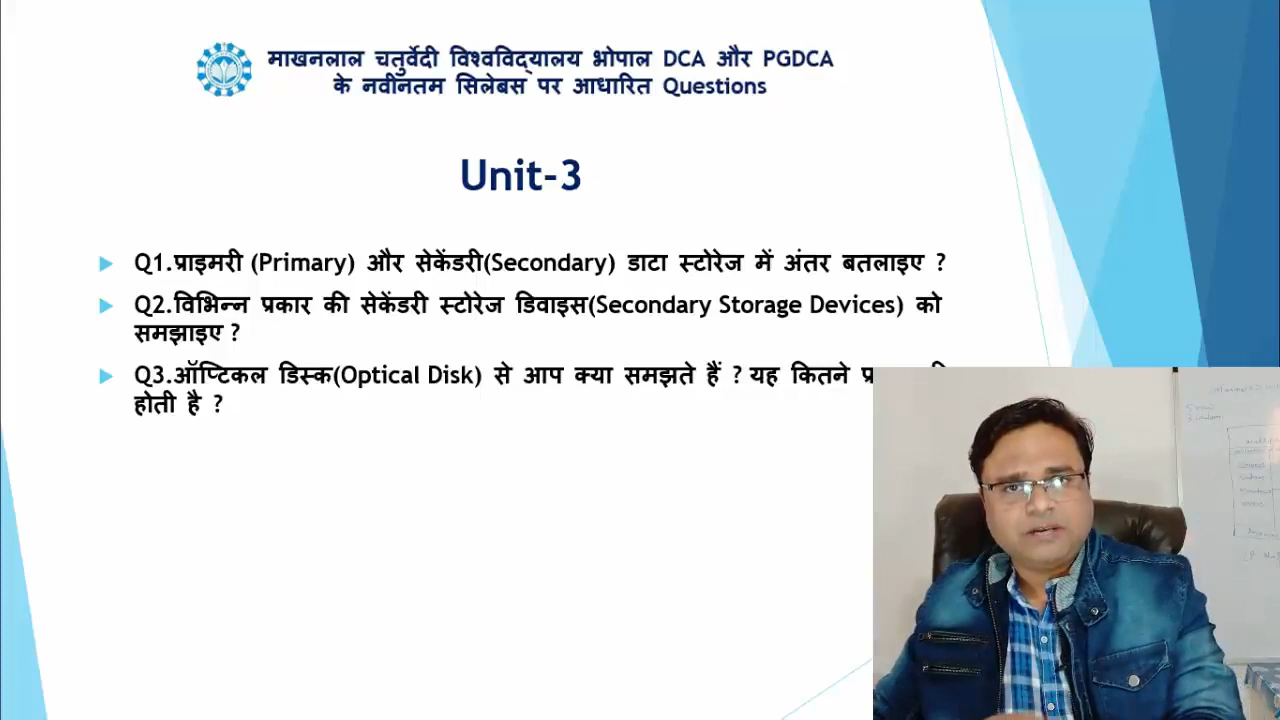 माखनलाल चतुर्वेदी विश्वविद्यालय भोपाल DCA और PGDCA
के नवीनतम सिलेबस पर आधारित Questions
Unit-3
Q1.प्राइमरी (Primary) और सेकेंडरी(Secondary) डाटा स्टोरेज में अंतर बतलाइए ?
Q2.विभिन्न प्रकार की सेकेंडरी स्टोरेज डिवाइस(Secondary Storage Devices) को
समझाइए ?
Q3.ऑप्टिकल डिस्क(Optical Disk) से आप क्या समझते हैं ? यह कितने
होती है ?